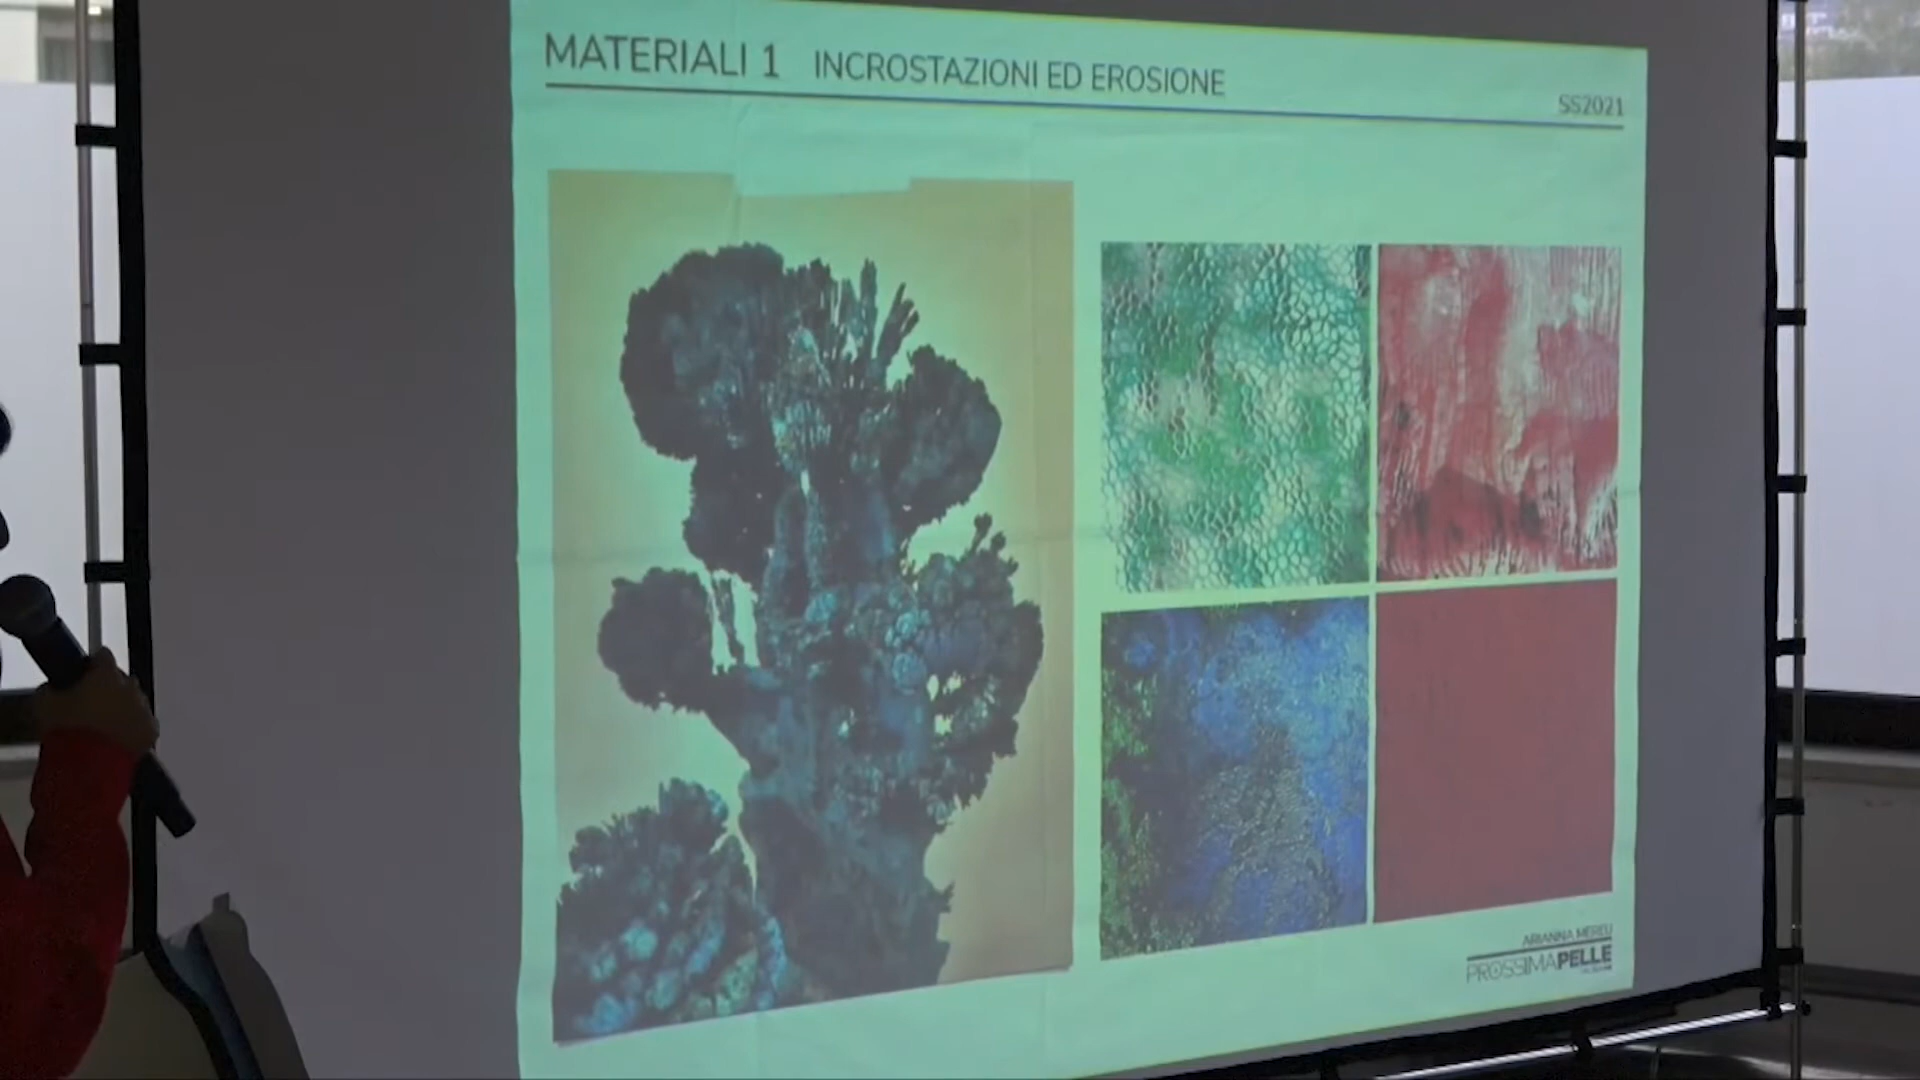 MATERIALI 1 INCROSTAZIONI ED EROSIONE
SS2021
ARIANNA MEREU
PROSSIMAPELLE